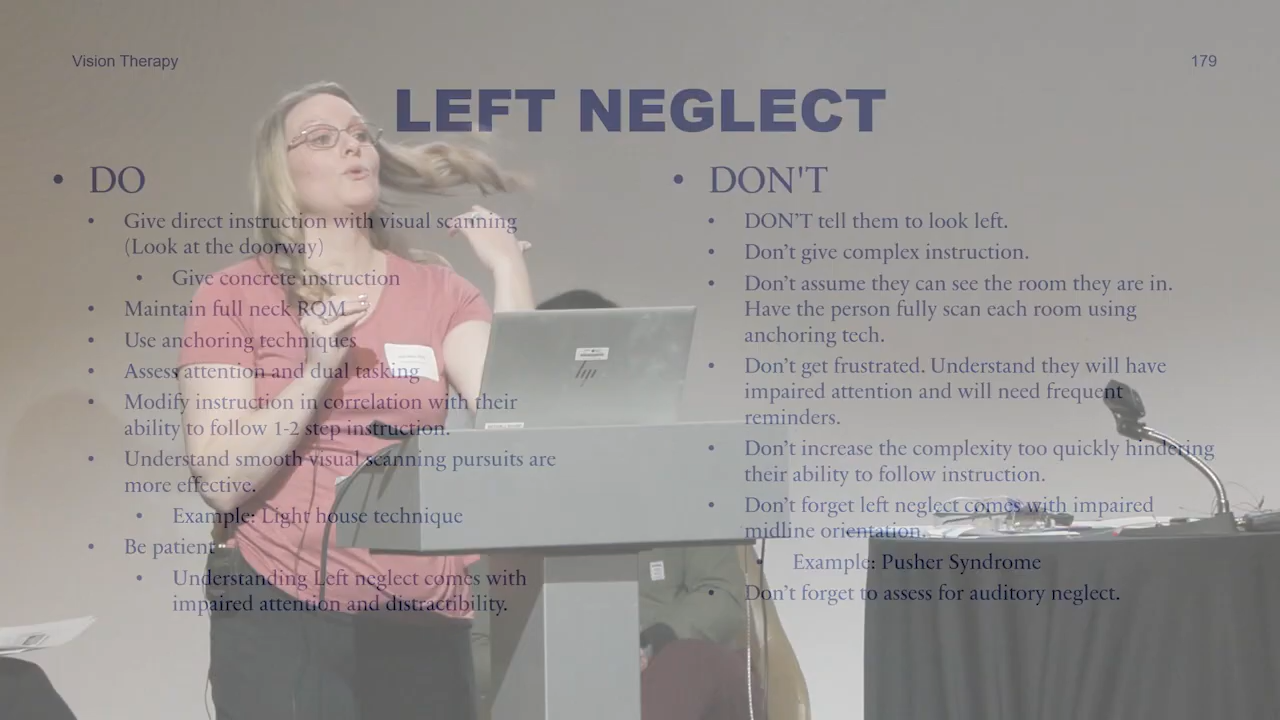 Vision Therapy
179
LEFT NEGLECT
• DO
• Give direct instruction with visual scanning
(Look at the doorway)
• Give concrete instruction
• Maintain full neck ROM
• Use anchoring techniques
• Assess attention and dual tasking
• Modify instruction in correlation with their
ability to follow 1-2 step instruction.
• Understand smooth visual scanning pursuits are
more effective.
• Example: Light house technique
• Be patient
• Understanding Left neglect comes with
impaired attention and distractibility.
• DON'T
• DON’T tell them to look left.
• Don’t give complex instruction.
• Don’t assume they can see the room they are in.
Have the person fully scan each room using
anchoring tech.
• Don’t get frustrated. Understand they will have
impaired attention and will need frequent
reminders.
• Don’t increase the complexity too quickly hindering
their ability to follow instruction.
• Don’t forget left neglect comes with impaired
midline orientation.
Example: Pusher Syndrome
• Don’t forget to assess for auditory neglect.
hp